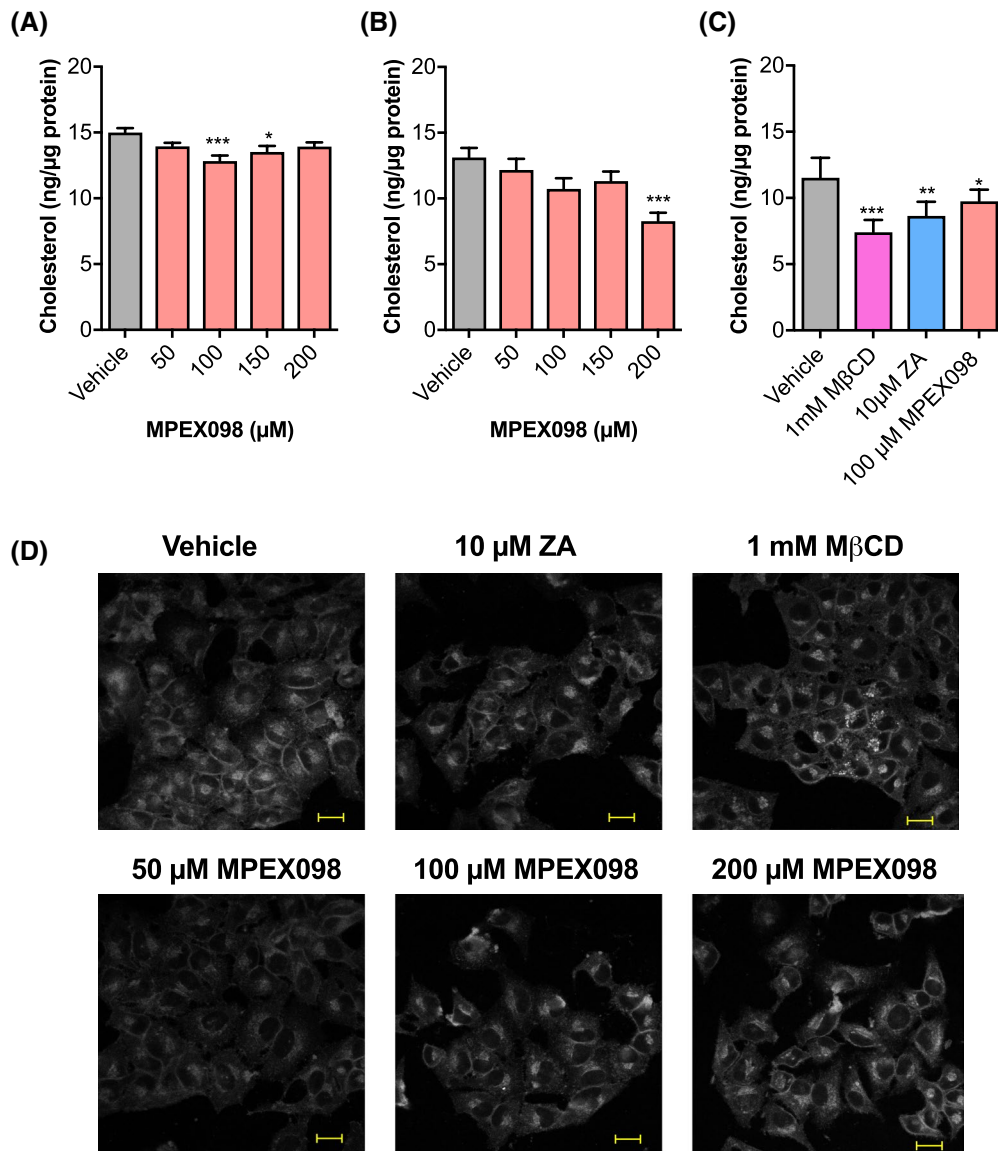 (A)
Cholesterol (ng/µg protein)
20
15
10
5
0
***
*
Vehicle
50
100
150
200
MPEX098 (µM)
(B)
Cholesterol (ng/µg protein)
20
15
10
5
0
***
Vehicle
50
100
150
200
MPEX098 (µM)
(C)
Cholesterol (ng/µg protein)
20
15
10
5
0
***
**
*
Vehicle
1mM MβCD
10µM ZA
100 µM MPEX098
(D)
Vehicle
10 µM ZA
1 mM MβCD
50 µM MPEX098
100 µM MPEX098
200 µM MPEX098